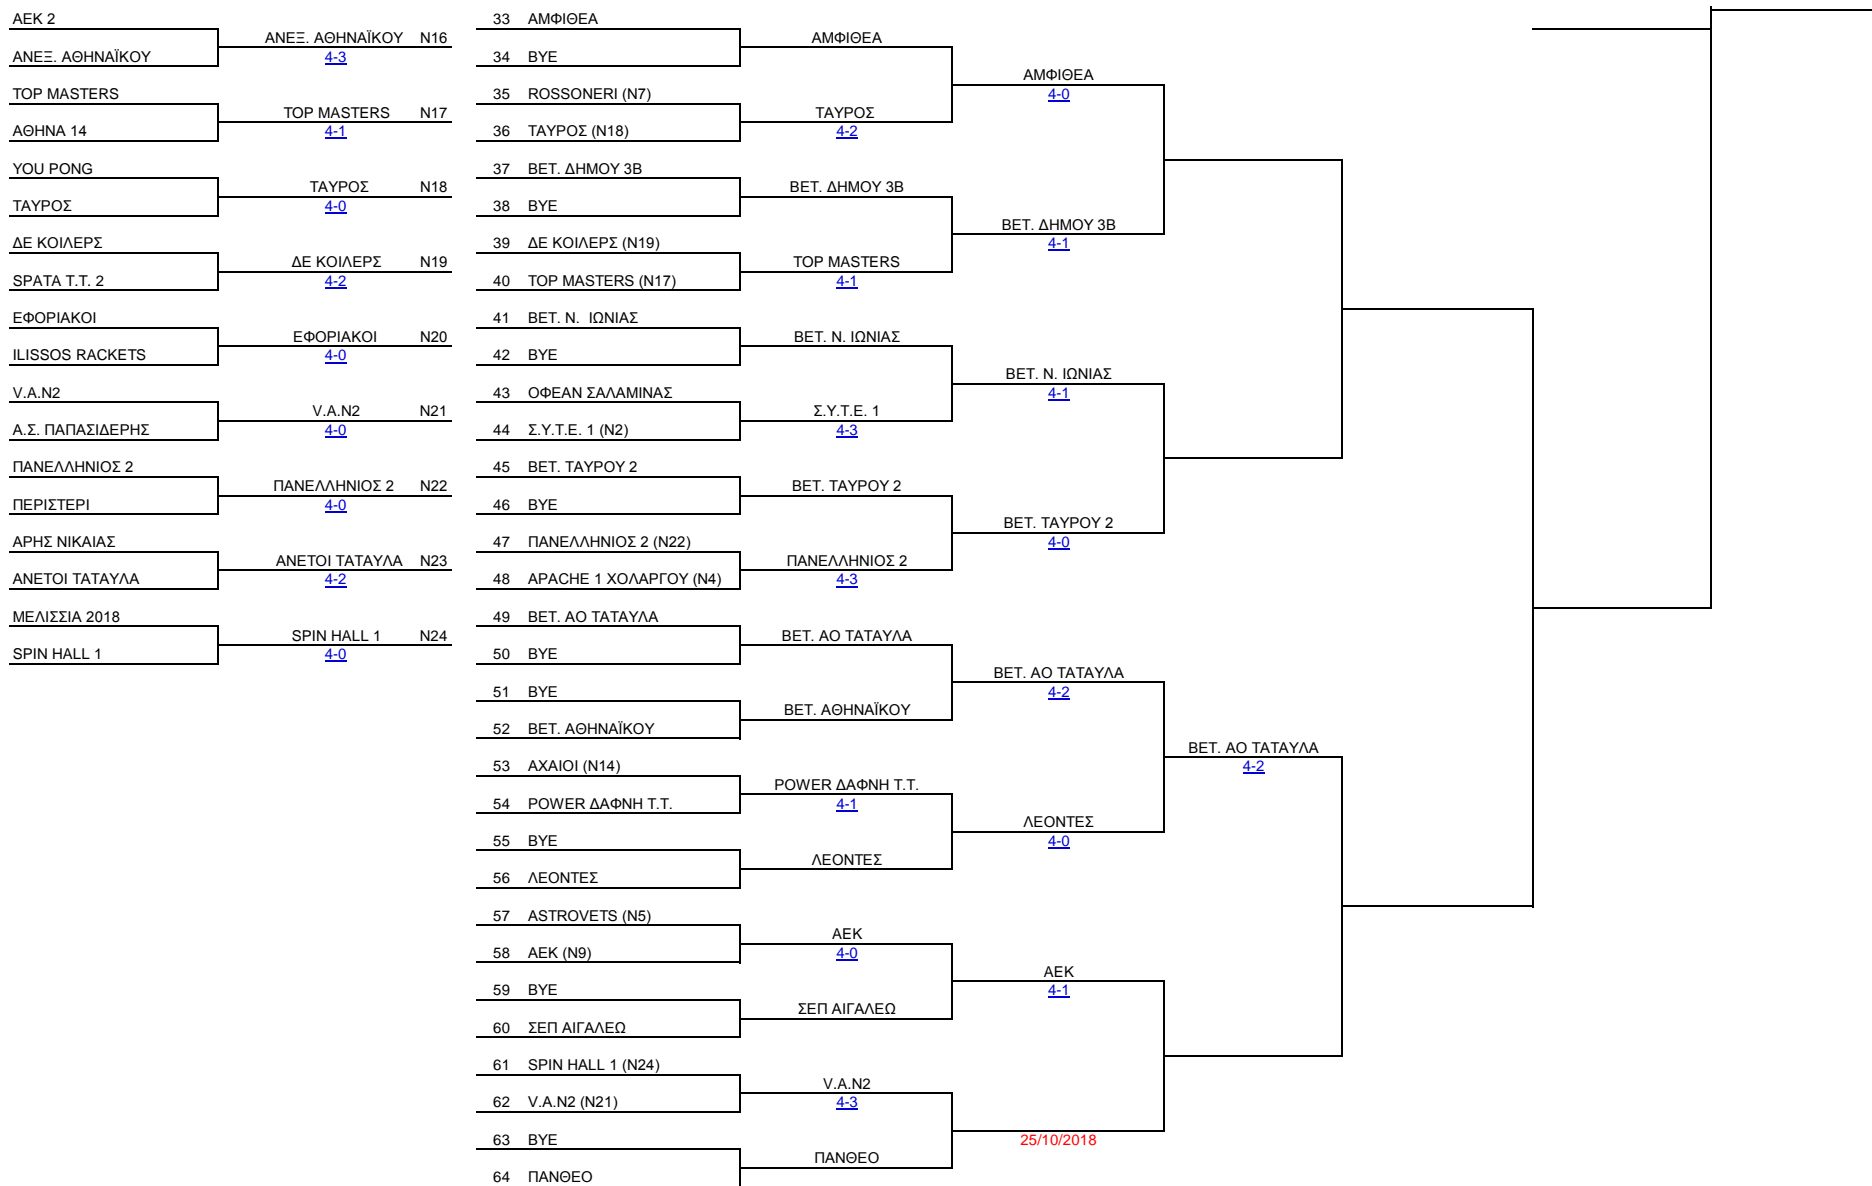 ΑΕΚ 2
ΑΝΕΞ. ΑΘΗΝΑΪΚΟΥ N16
4-3
ΑΝΕΞ. ΑΘΗΝΑΪΚΟΥ
TOP MASTERS
TOP MASTERS N17
4-1
ΑΘΗΝΑ 14
YOU PONG
ΤΑΥΡΟΣ N18
4-0
ΤΑΥΡΟΣ
ΔΕ ΚΟΙΛΕΡΣ
ΔΕ ΚΟΙΛΕΡΣ N19
4-2
SPATA T.T. 2
ΕΦΟΡΙΑΚΟΙ
ΕΦΟΡΙΑΚΟΙ N20
4-0
ILISSOS RACKETS
V.A.N2
V.A.N2 N21
4-0
Α.Σ. ΠΑΠΑΣΙΔΕΡΗΣ
ΠΑΝΕΛΛΗΝΙΟΣ 2
ΠΑΝΕΛΛΗΝΙΟΣ 2 N22
4-0
ΠΕΡΙΣΤΕΡΙ
ΑΡΗΣ ΝΙΚΑΙΑΣ
ΑΝΕΤΟΙ ΤΑΤΑΥΛΑ N23
4-2
ΑΝΕΤΟΙ ΤΑΤΑΥΛΑ
ΜΕΛΙΣΣΙΑ 2018
SPIN HALL 1 N24
4-0
SPIN HALL 1
33 ΑΜΦΙΘΕΑ
34 BYE
35 ROSSONERI (N7)
36 ΤΑΥΡΟΣ (N18)
37 ΒΕΤ. ΔΗΜΟΥ 3Β
38 BYE
39 ΔΕ ΚΟΙΛΕΡΣ (N19)
40 TOP MASTERS (N17)
41 ΒΕΤ. Ν. ΙΩΝΙΑΣ
42 BYE
43 ΟΦΕΑΝ ΣΑΛΑΜΙΝΑΣ
44 Σ.Υ.Τ.Ε. 1 (N2)
45 ΒΕΤ. ΤΑΥΡΟΥ 2
46 BYE
47 ΠΑΝΕΛΛΗΝΙΟΣ 2 (N22)
48 APACHE 1 ΧΟΛΑΡΓΟΥ (N4)
49 ΒΕΤ. ΑΟ ΤΑΤΑΥΛΑ
50 BYE
51 BYE
52 ΒΕΤ. ΑΘΗΝΑΪΚΟΥ
53 ΑΧΑΙΟΙ (N14)
54 POWER ΔΑΦΝΗ Τ.Τ.
55 BYE
56 ΛΕΟΝΤΕΣ
57 ASTROVETS (N5)
58 ΑΕΚ (N9)
59 BYE
60 ΣΕΠ ΑΙΓΑΛΕΩ
61 SPIN HALL 1 (N24)
62 V.A.N2 (N21)
63 BYE
64 ΠΑΝΘΕΟ
ΑΜΦΙΘΕΑ
ΤΑΥΡΟΣ
4-2
ΒΕΤ. ΔΗΜΟΥ 3Β
TOP MASTERS
4-1
ΒΕΤ. Ν. ΙΩΝΙΑΣ
Σ.Υ.Τ.Ε. 1
4-3
ΒΕΤ. ΤΑΥΡΟΥ 2
ΠΑΝΕΛΛΗΝΙΟΣ 2
4-3
ΒΕΤ. ΑΟ ΤΑΤΑΥΛΑ
ΒΕΤ. ΑΘΗΝΑΪΚΟΥ
POWER ΔΑΦΝΗ Τ.Τ.
4-1
ΛΕΟΝΤΕΣ
ΑΕΚ
4-0
ΣΕΠ ΑΙΓΑΛΕΩ
V.A.N2
4-3
ΠΑΝΘΕΟ
ΑΜΦΙΘΕΑ
4-0
ΒΕΤ. ΔΗΜΟΥ 3Β
4-1
ΒΕΤ. Ν. ΙΩΝΙΑΣ
4-1
ΒΕΤ. ΤΑΥΡΟΥ 2
4-0
ΒΕΤ. ΑΟ ΤΑΤΑΥΛΑ
4-2
ΛΕΟΝΤΕΣ
4-0
ΑΕΚ
4-1
25/10/2018
ΒΕΤ. ΑΟ ΤΑΤΑΥΛΑ
4-2